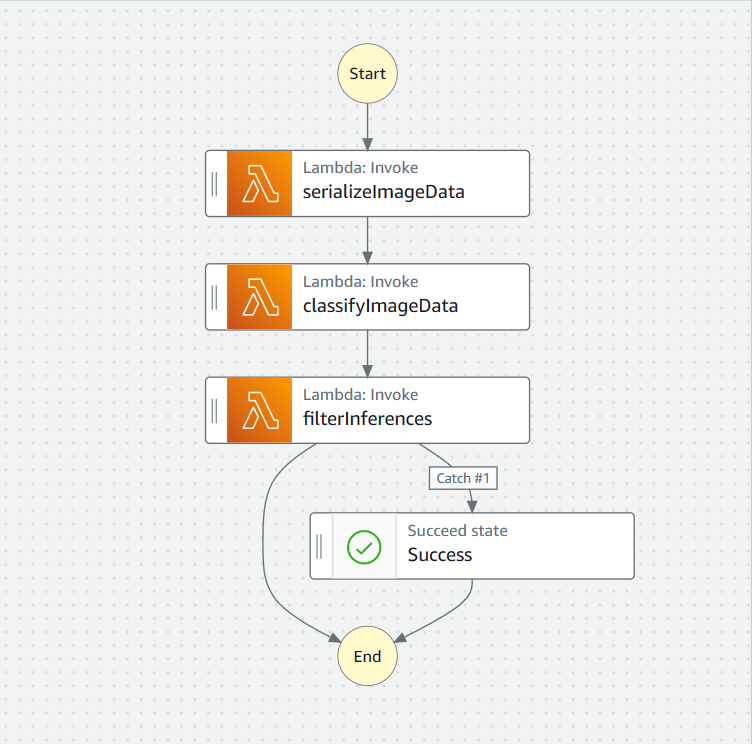 Start
Lambda: Invoke
serializeImageData
Lambda: Invoke
classifyImageData
Lambda: Invoke
filterInferences
Catch #1
Succeed state
Success
End